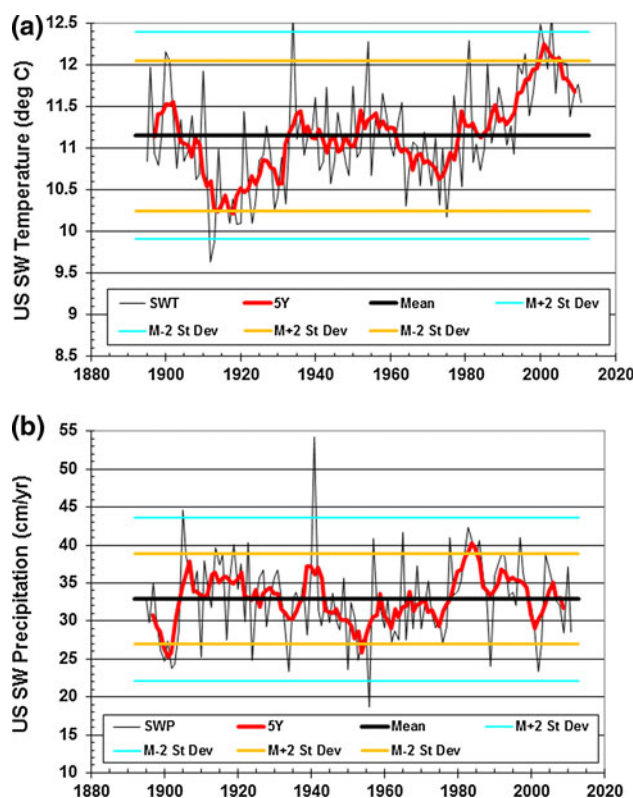 (a)
US SW Temperature (deg C)
12.5
12
11.5
11
10.5
10
9.5
9
8.5
SWT 5Y Mean M+2 St Dev
M-2 St Dev M+2 St Dev M-2 St Dev
1880 1900 1920 1940 1960 1980 2000 2020
(b)
US SW Precipitation (cm/yr)
55
50
45
40
35
30
25
20
15
10
SWP 5Y Mean M+2 St Dev
M-2 St Dev M+2 St Dev M-2 St Dev
1880 1900 1920 1940 1960 1980 2000 2020